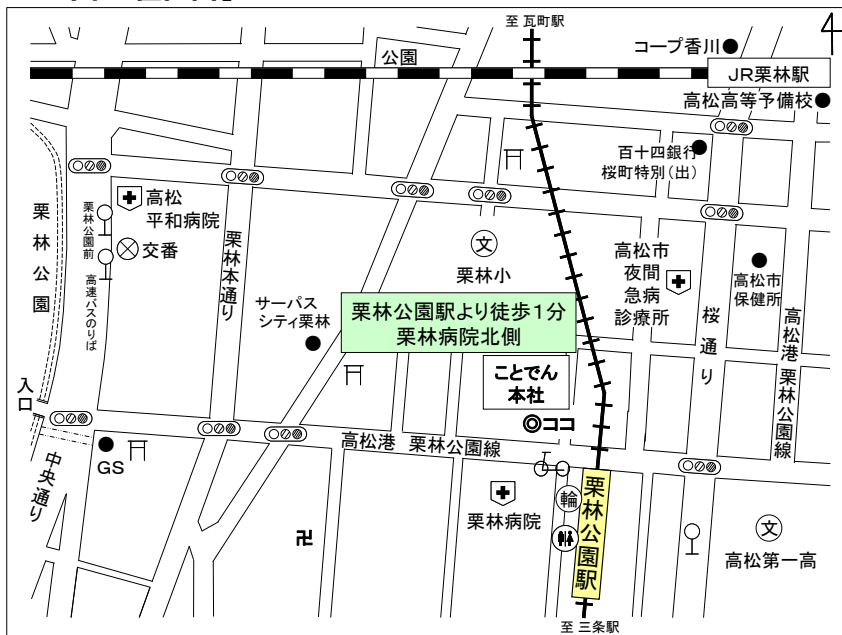 至 瓦町駅
コープ香川
公園
JR栗林駅
高松高等予備校
百十四銀行
桜町特別(出)
高松
平和病院
栗林公園前
交番
高速バスのりば
栗林公園
栗林本通り
文
栗林小
サーパス
シティ栗林
高松市
夜間
急病
診療所
高松市
保健所
桜通り
高松港 栗林公園線
栗林公園駅より徒歩1分
栗林病院北側
ことでん
本社
◎ココ
入口
GS
中央通り
高松港 栗林公園線
栗林病院
輪
栗林公園駅
文
高松第一高
至 三条駅